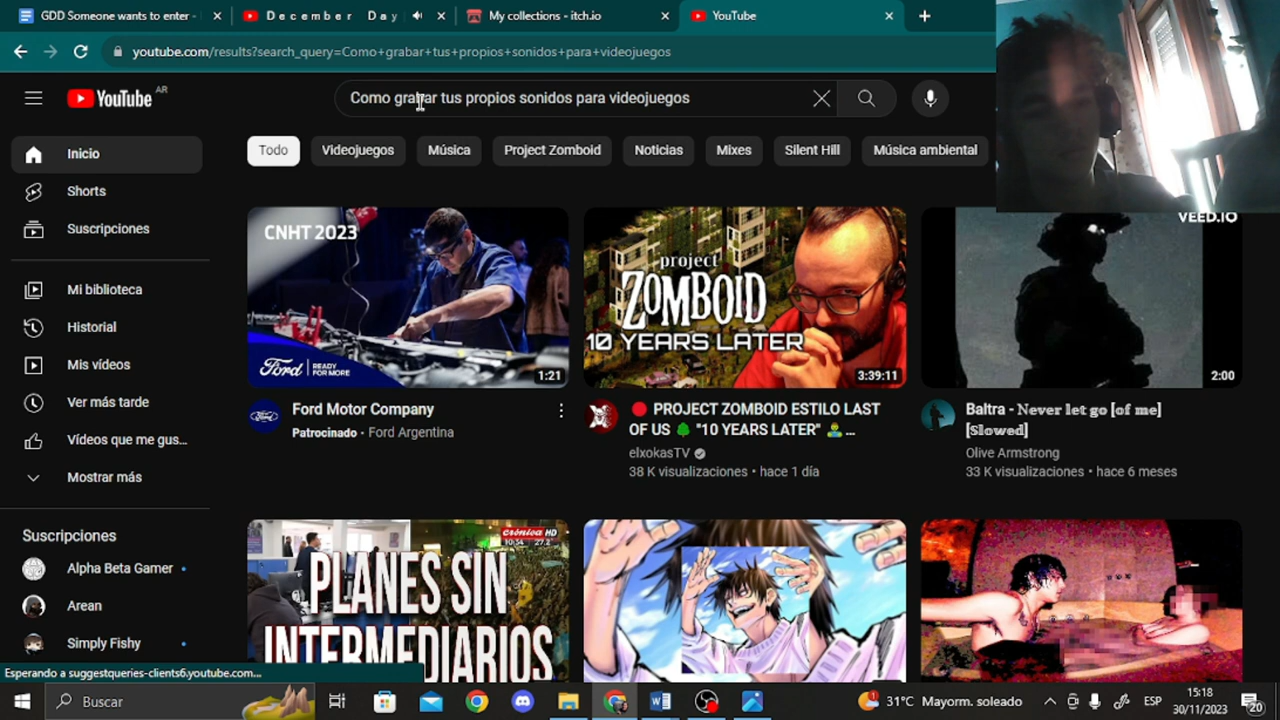 GDD Someone wants to enter -
D e c e m b e r   D a y
My collections - itch.io
YouTube
youtube.com/results?search_query=Como+grabar+tus+propios+sonidos+para+videojuegos
YouTube AR
Como grabar tus propios sonidos para videojuegos
Inicio
Shorts
Suscripciones
Mi biblioteca
Historial
Mis vídeos
Ver más tarde
Vídeos que me gus...
Mostrar más
Suscripciones
Alpha Beta Gamer
Arean
Simply Fishy
Todo
Videojuegos
Música
Project Zomboid
Noticias
Mixes
Silent Hill
Música ambiental
CNHT 2023
Ford
READY
FOR MORE
1:21
Ford Motor Company
Patrocinado • Ford Argentina
project
ZOMBOID
10 YEARS LATER
3:39:11
PROJECT ZOMBOID ESTILO LAST
OF US "10 YEARS LATER" ...
elxokasTV
38 K visualizaciones • hace 1 día
VEED.IO
2:00
Baltra - Never let go [of me]
[Slowed]
Olive Armstrong
33 K visualizaciones • hace 6 meses
Crónica HD
10:34 27.2
PLANES SIN
INTERMEDIARIOS
Esperando a suggestqueries-clients6.youtube.com...
Buscar
31°C Mayorm. soleado
ESP
15:18
30/11/2023
20